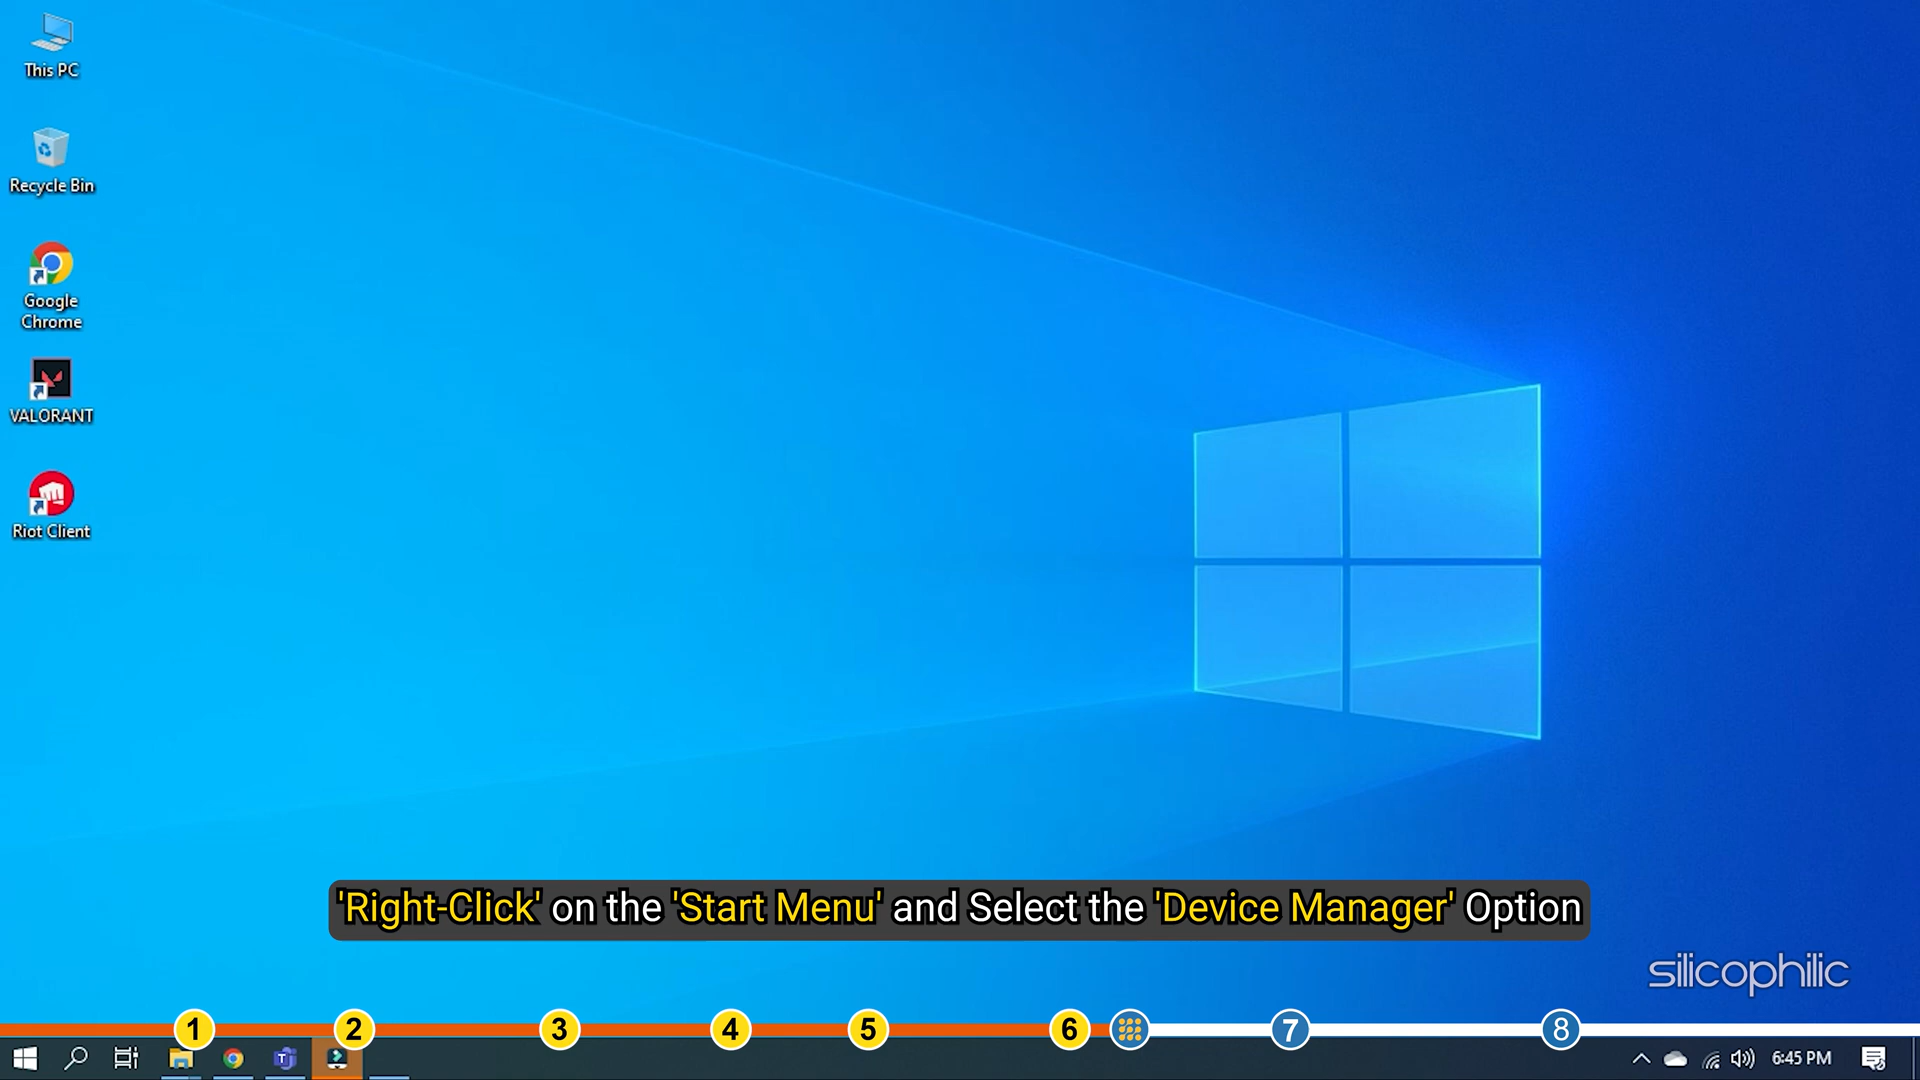 This PC
Recycle Bin
Google
Chrome
VALORANT
Riot Client
'Right-Click' on the 'Start Menu' and Select the 'Device Manager' Option
silicophilic
1 2 3 4 5 6 7 8
6:45 PM